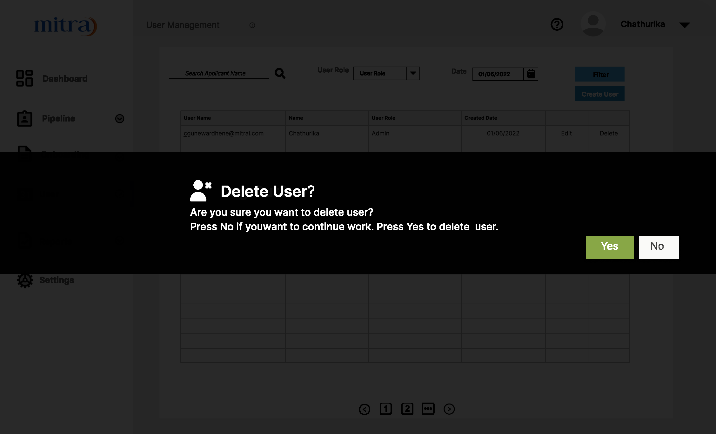 mitra
User Management
Chathurika
Dashboard
Pipeline
Settings
Search Applicant Name
User Role
User Role
Date
01/06/2022
Filter
Create User
User Name
Name
User Role
Created Date
Chathurika
Admin
01/06/2022
Edit
Delete
Delete User?
Are you sure you want to delete user?
Press No if youwant to continue work. Press Yes to delete user.
Yes
No
1
2